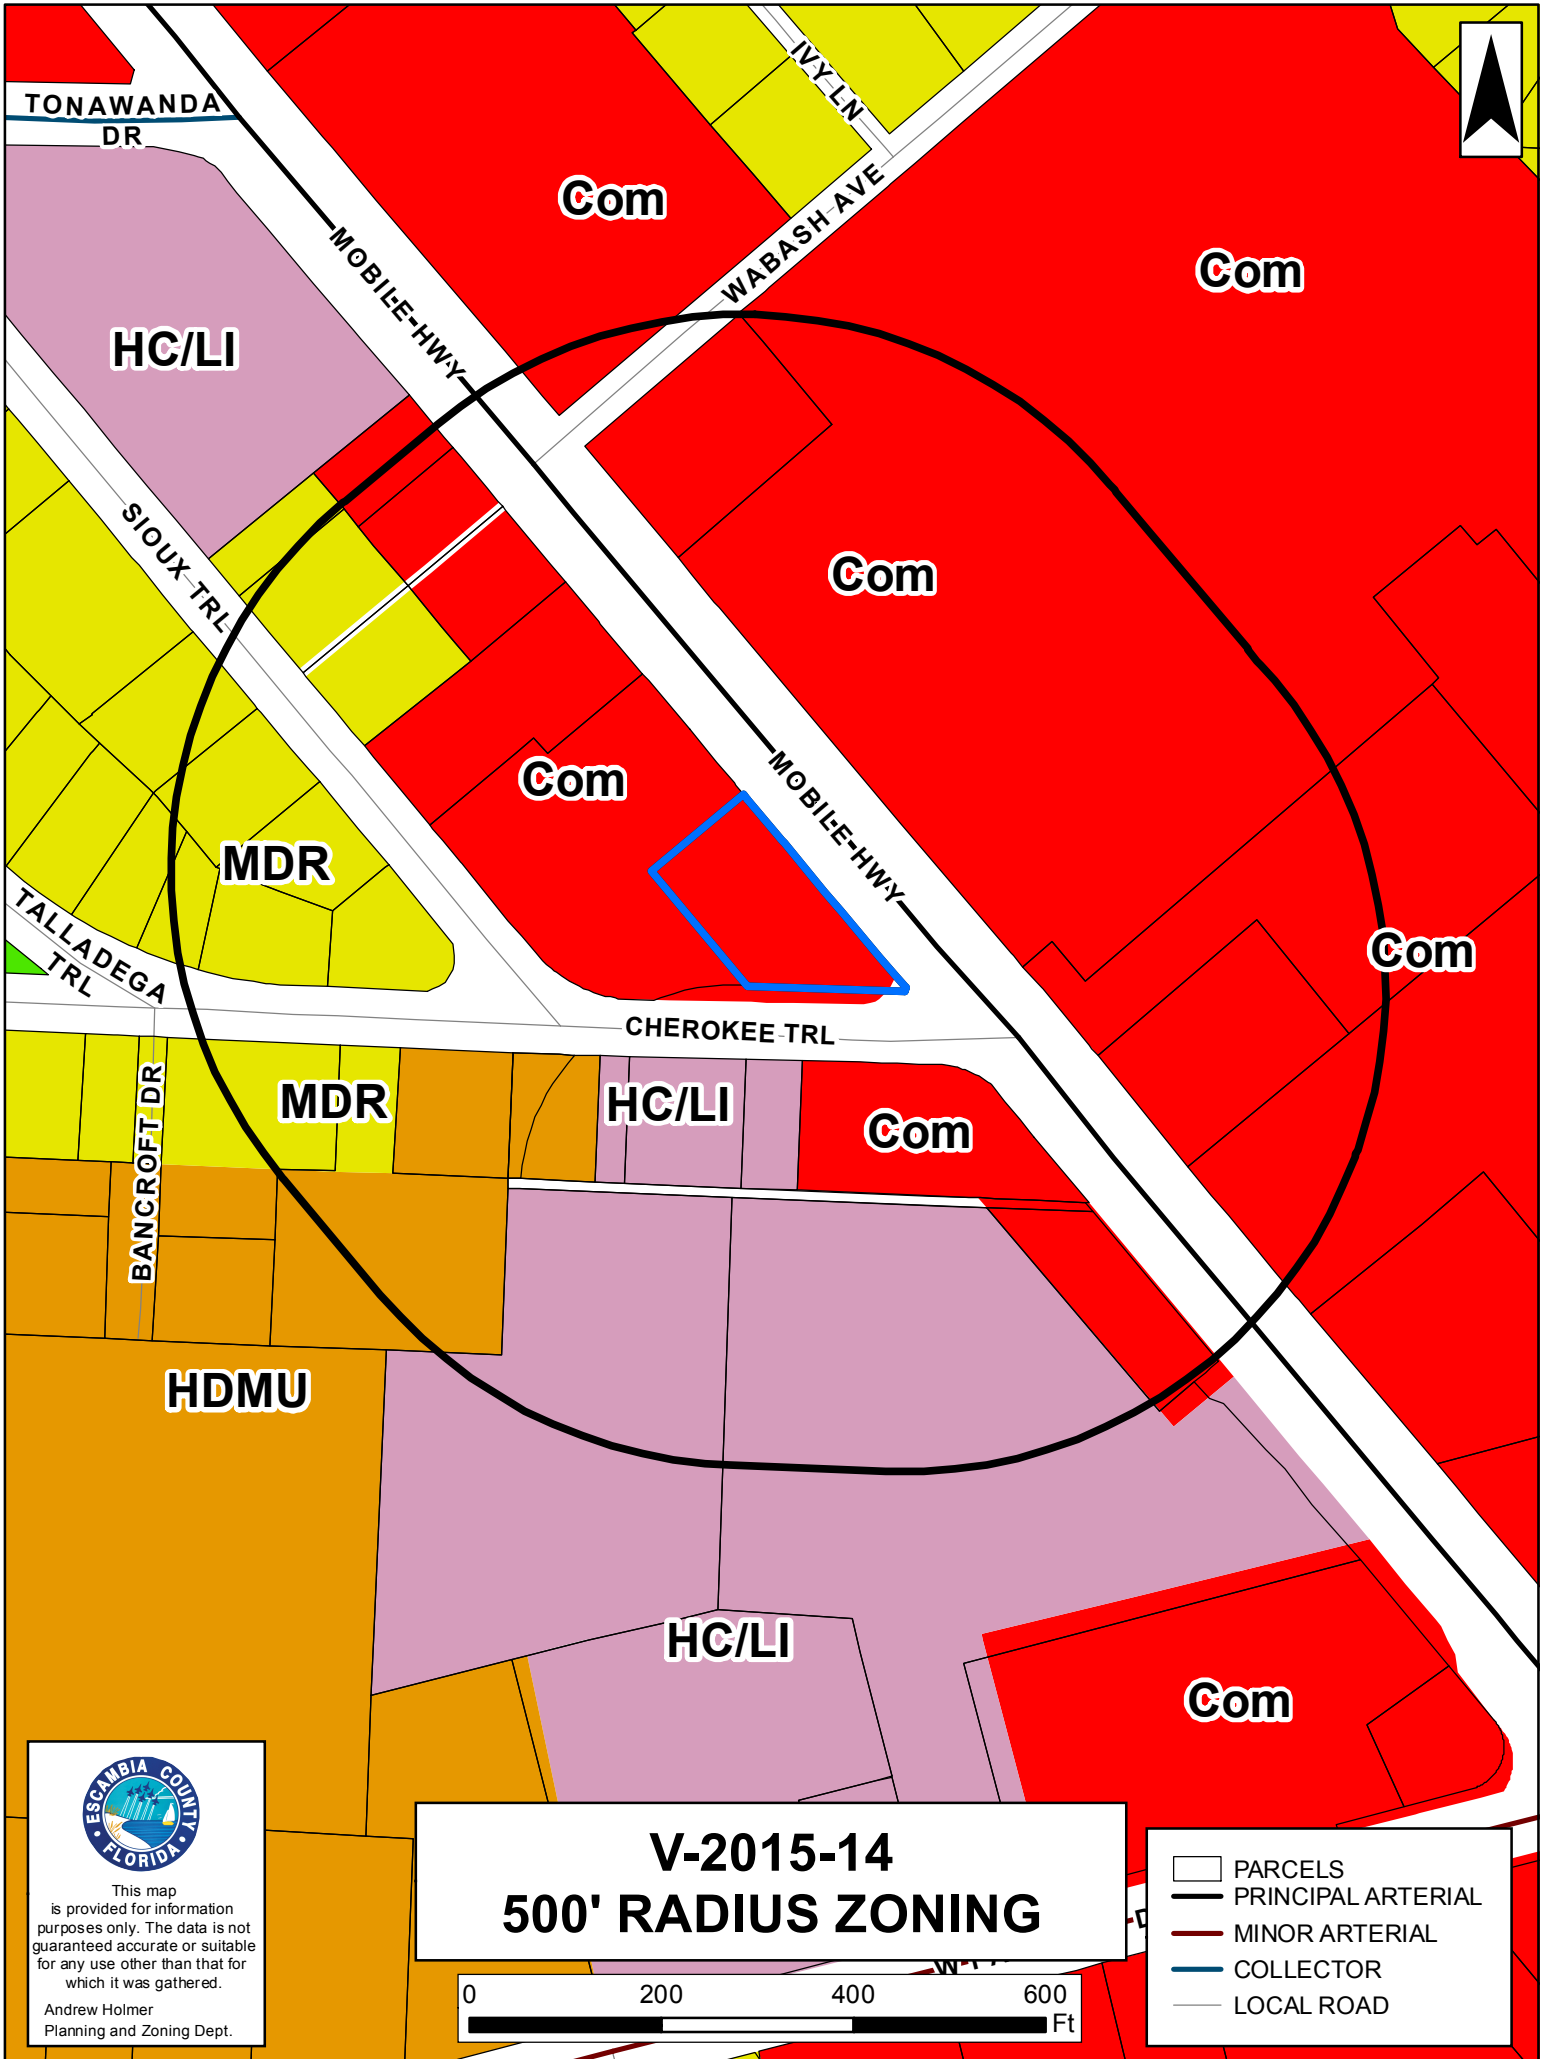 TONAWANDA
DR
IVY LN
Com
WABASH AVE
Com
MOBILE HWY
HC/LI
SIOUX TRL
Com
Com
MOBILE HWY
MDR
TALLADEGA
TRL
Com
CHEROKEE TRL
MDR
HC/LI
Com
BANCROFT DR
HDMU
HC/LI
Com
ESCAMBIA COUNTY
FLORIDA
This map
is provided for information
purposes only. The data is not
guaranteed accurate or suitable
for any use other than that for
which it was gathered.
Andrew Holmer
Planning and Zoning Dept.
V-2015-14
500' RADIUS ZONING
0 200 400 600
Ft
PARCELS
PRINCIPAL ARTERIAL
MINOR ARTERIAL
COLLECTOR
LOCAL ROAD